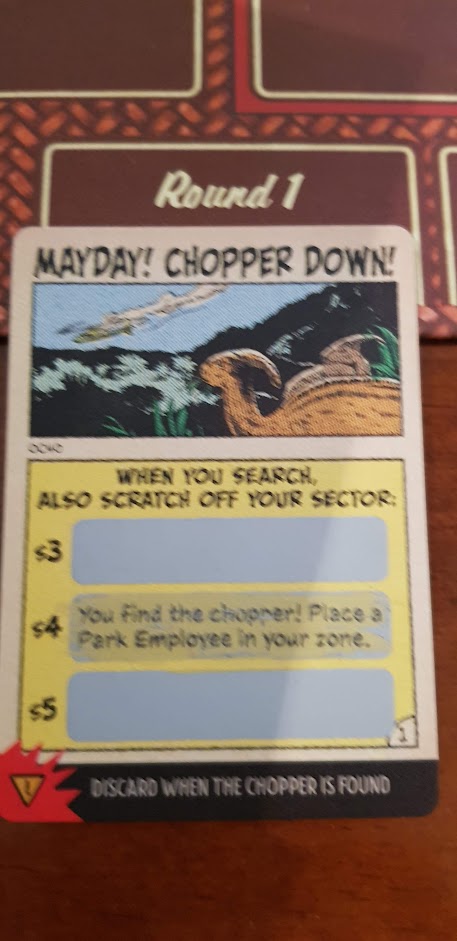 Round 1
MAYDAY! CHOPPER DOWN!
WHEN YOU SEARCH,
ALSO SCRATCH OFF YOUR SECTOR:
S3
S4
You find the chopper! Place a
Park Employee in your zone.
S5
1
DISCARD WHEN THE CHOPPER IS FOUND